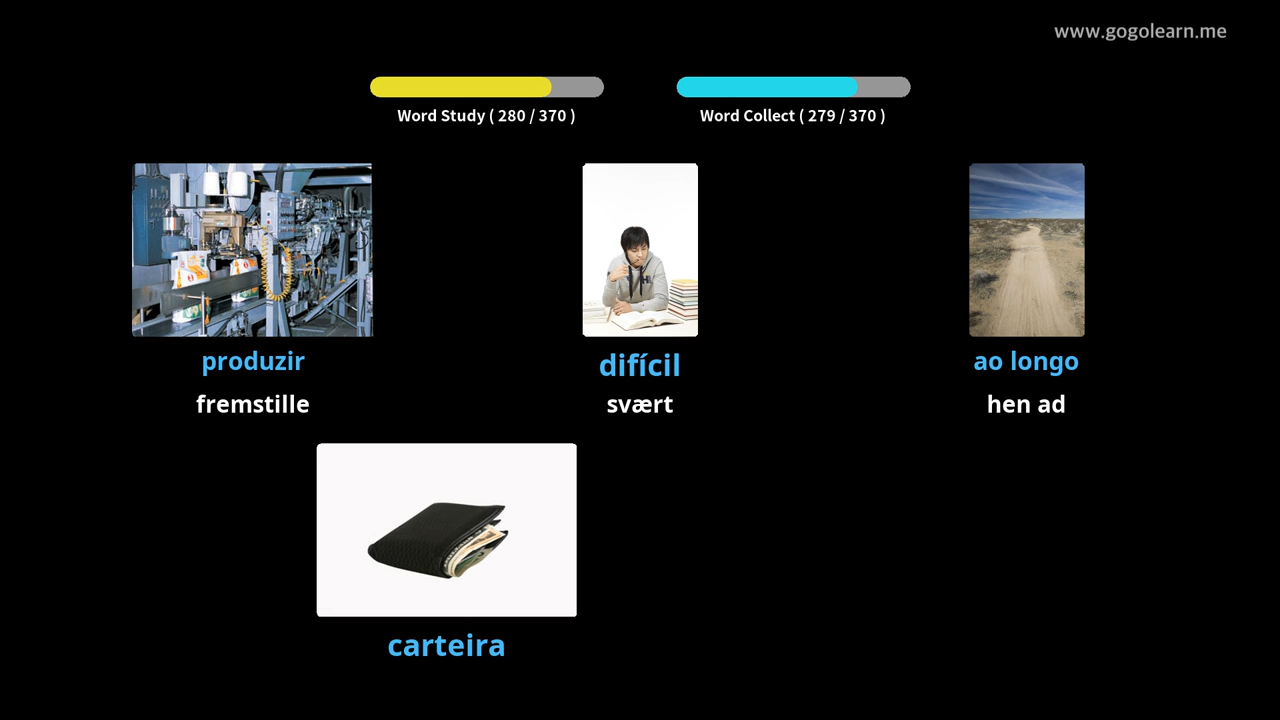 www.gogolearn.me
Word Study ( 280 / 370 )
Word Collect ( 279 / 370 )
produzir
difícil
ao longo
fremstille
svært
hen ad
carteira